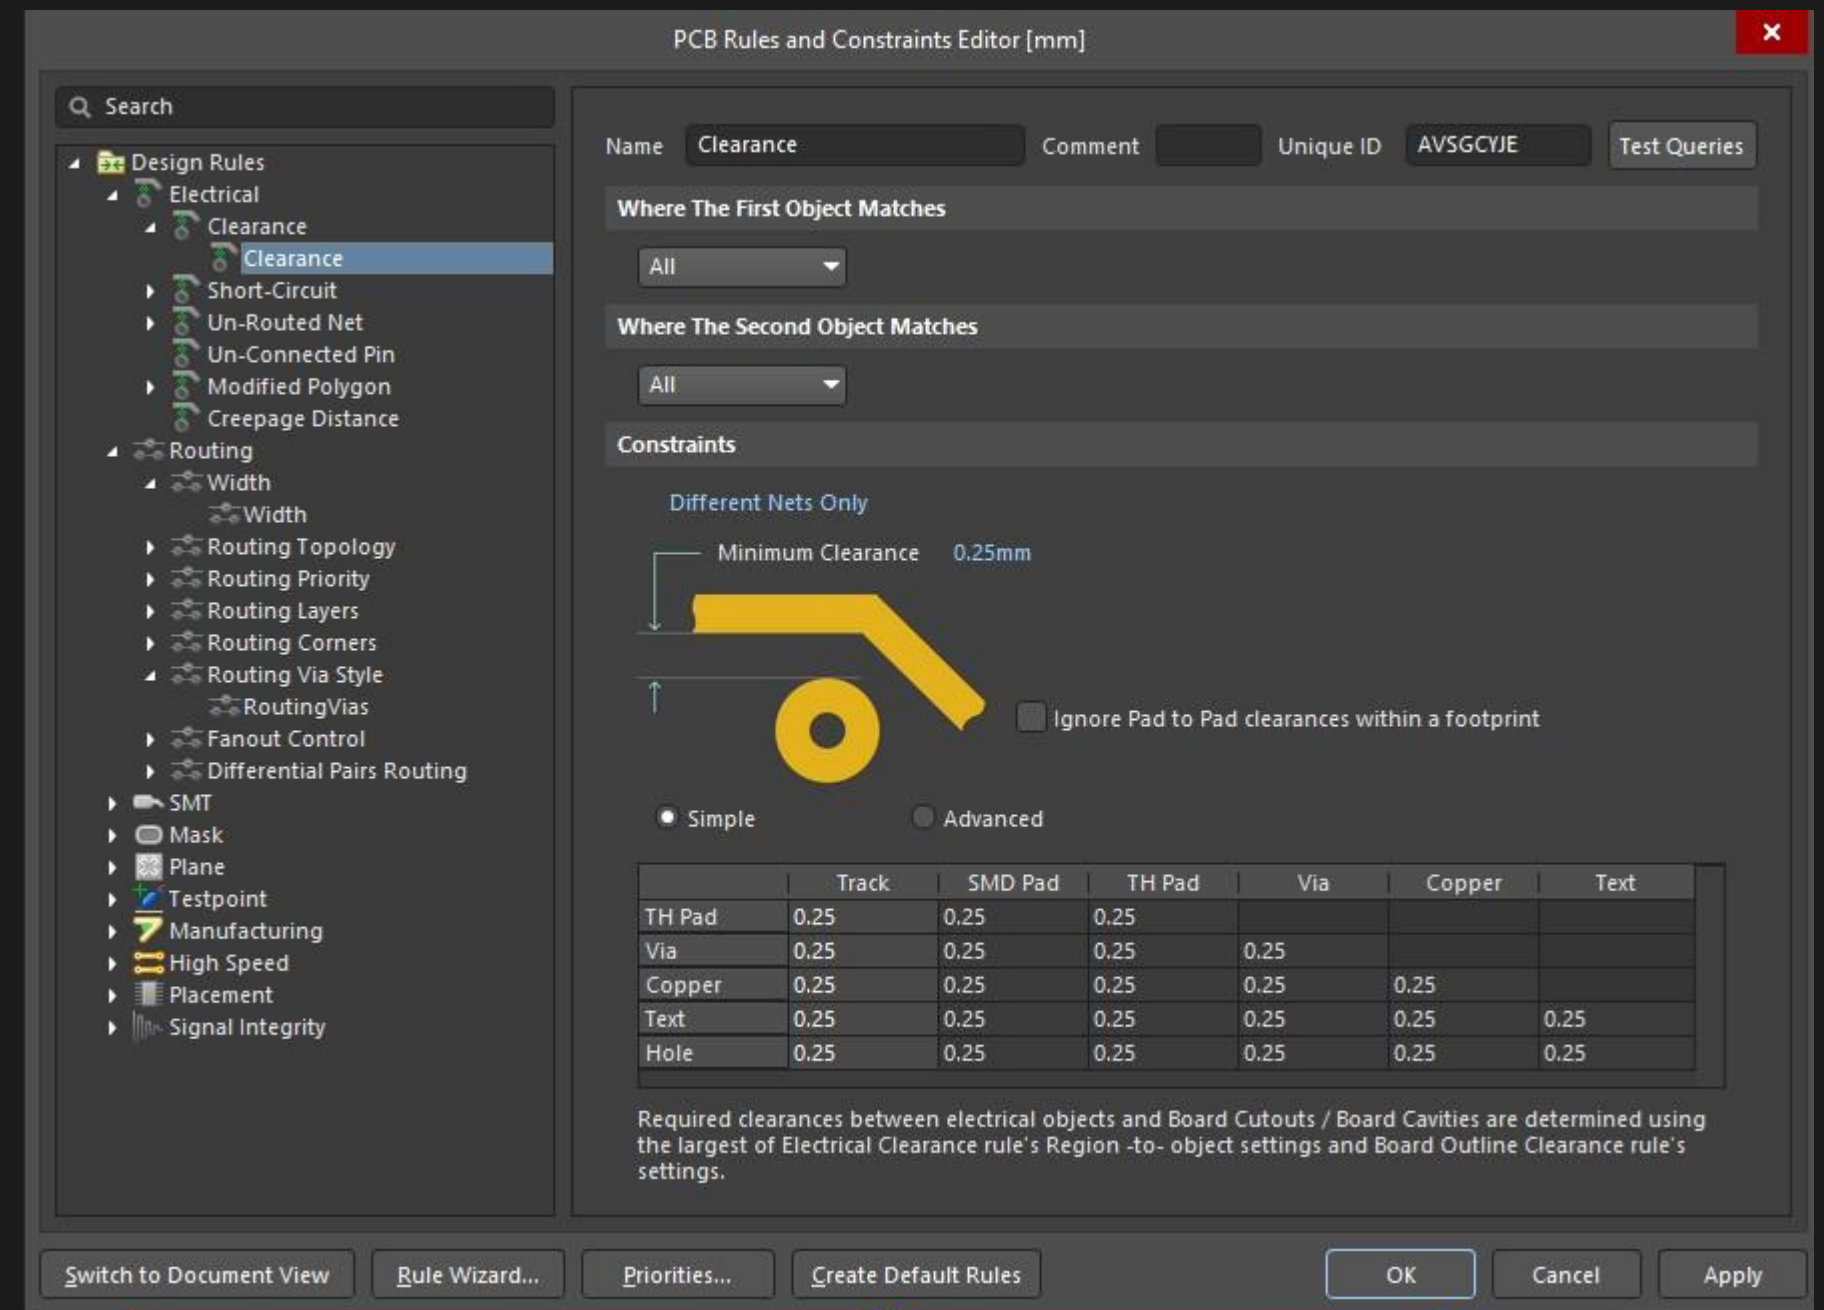 PCB Rules and Constraints Editor [mm]
Search
Design Rules
Electrical
Clearance
Clearance
Short-Circuit
Un-Routed Net
Un-Connected Pin
Modified Polygon
Creepage Distance
Routing
Width
Width
Routing Topology
Routing Priority
Routing Layers
Routing Corners
Routing Via Style
RoutingVias
Fanout Control
Differential Pairs Routing
SMT
Mask
Plane
Testpoint
Manufacturing
High Speed
Placement
Signal Integrity
Name Clearance Comment Unique ID AVSGCYJE Test Queries
Where The First Object Matches
All
Where The Second Object Matches
All
Constraints
Different Nets Only
Minimum Clearance 0.25mm
Ignore Pad to Pad clearances within a footprint
Simple Advanced
Track SMD Pad TH Pad Via Copper Text
TH Pad 0.25 0.25 0.25
Via 0.25 0.25 0.25 0.25
Copper 0.25 0.25 0.25 0.25 0.25
Text 0.25 0.25 0.25 0.25 0.25 0.25
Hole 0.25 0.25 0.25 0.25 0.25 0.25
Required clearances between electrical objects and Board Cutouts / Board Cavities are determined using
the largest of Electrical Clearance rule's Region -to- object settings and Board Outline Clearance rule's
settings.
Switch to Document View Rule Wizard... Priorities... Create Default Rules OK Cancel Apply